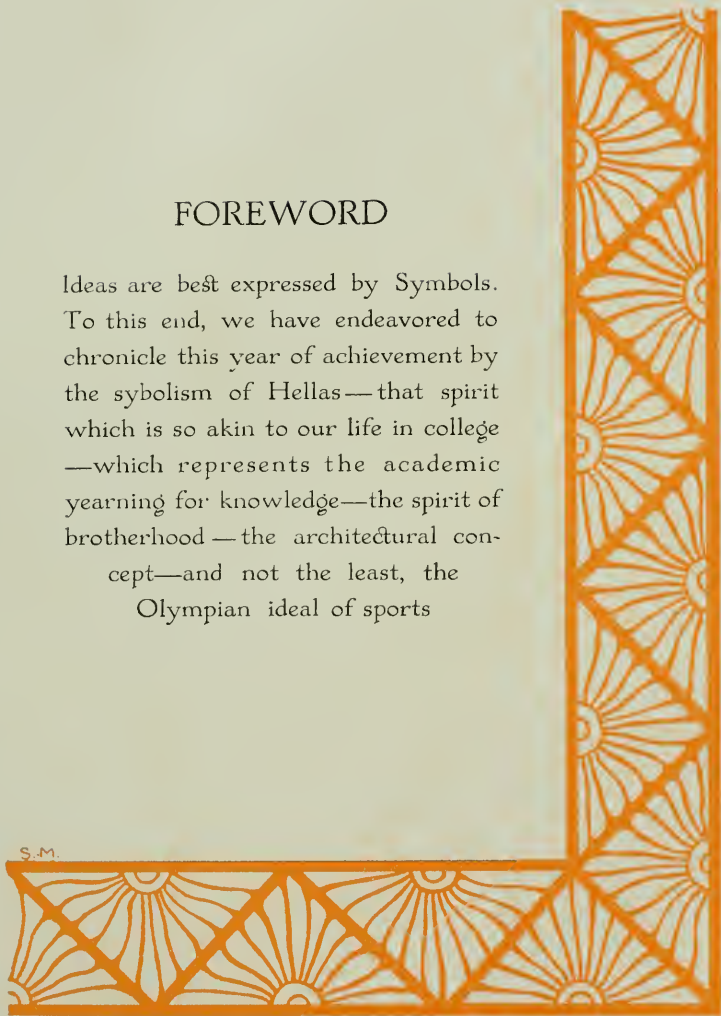 FOREWORD
Ideas are best expressed by Symbols.
To this end, we have endeavored to
chronicle this year of achievement by
the sybolism of Hellas—that spirit
which is so akin to our life in college
—which represents the academic
yearning for knowledge—the spirit of
brotherhood—the architectural con-
cept—and not the least, the
Olympian ideal of sports
S.M.